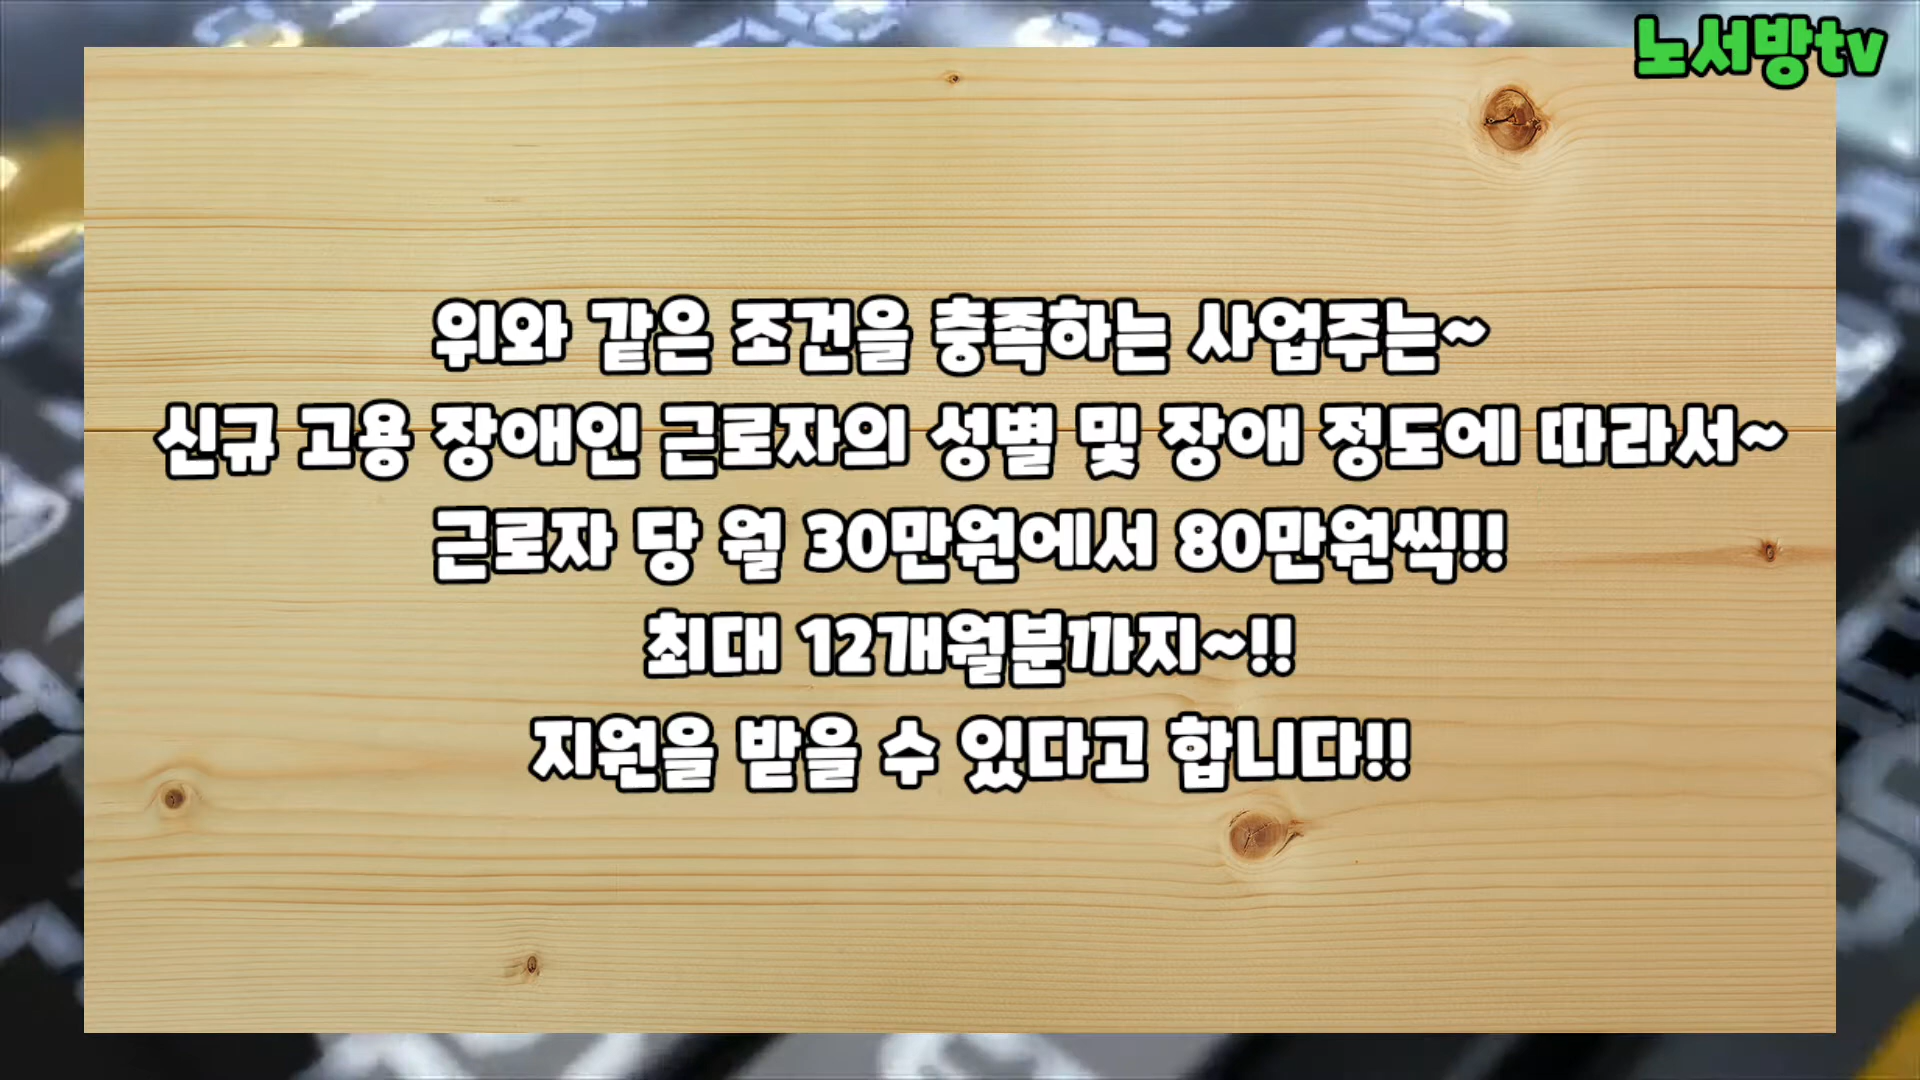 노서방tv
위와 같은 조건을 충족하는 사업주는~
신규 고용 장애인 근로자의 성별 및 장애 정도에 따라서~
근로자 당 월 30만원에서 80만원씩!!
최대 12개월분까지~!!
지원을 받을 수 있다고 합니다!!